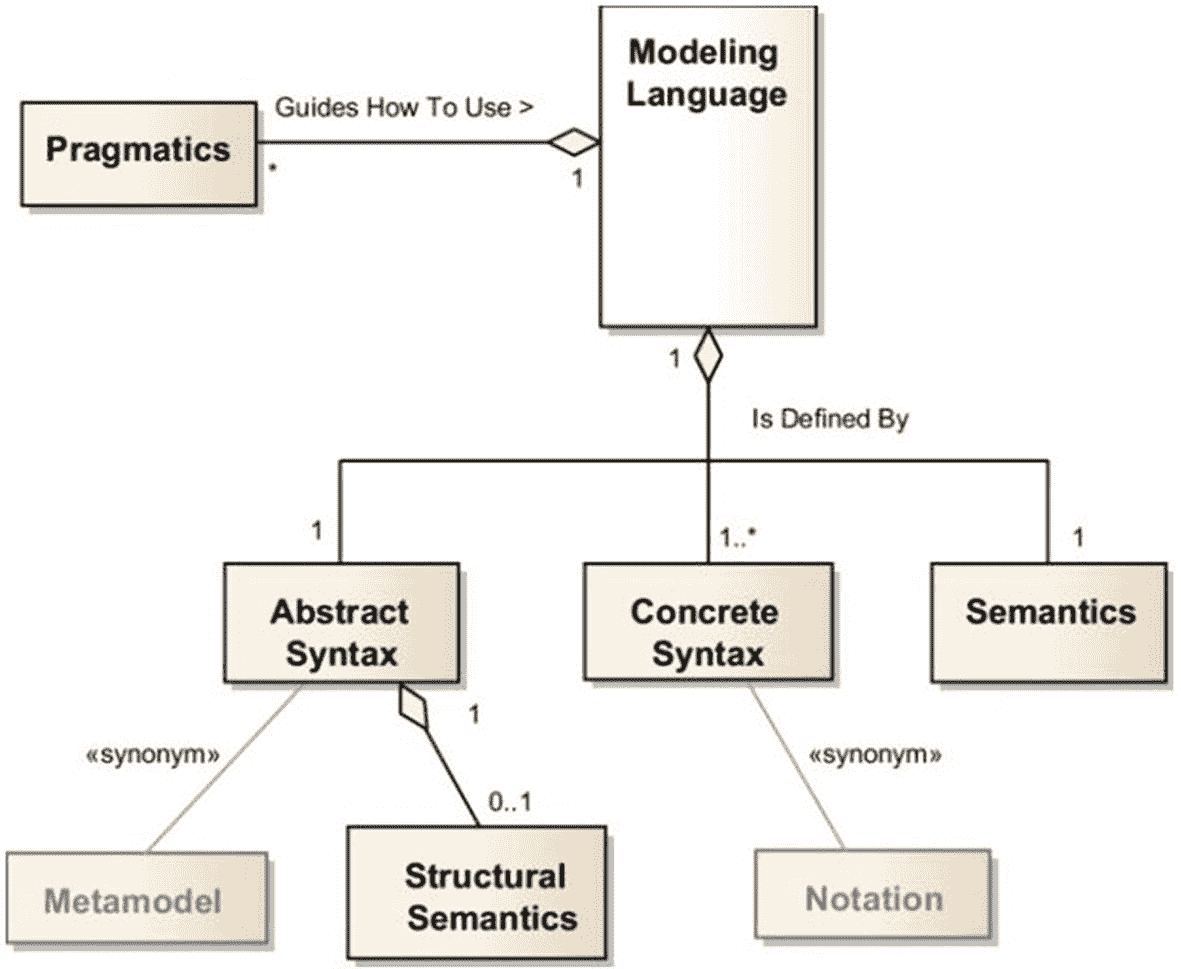 Modeling
Language
Guides How To Use >
Pragmatics
*
1
1
Is Defined By
1
1..*
1
Abstract
Syntax
Concrete
Syntax
Semantics
1
«synonym»
«synonym»
0..1
Structural
Semantics
Metamodel
Notation